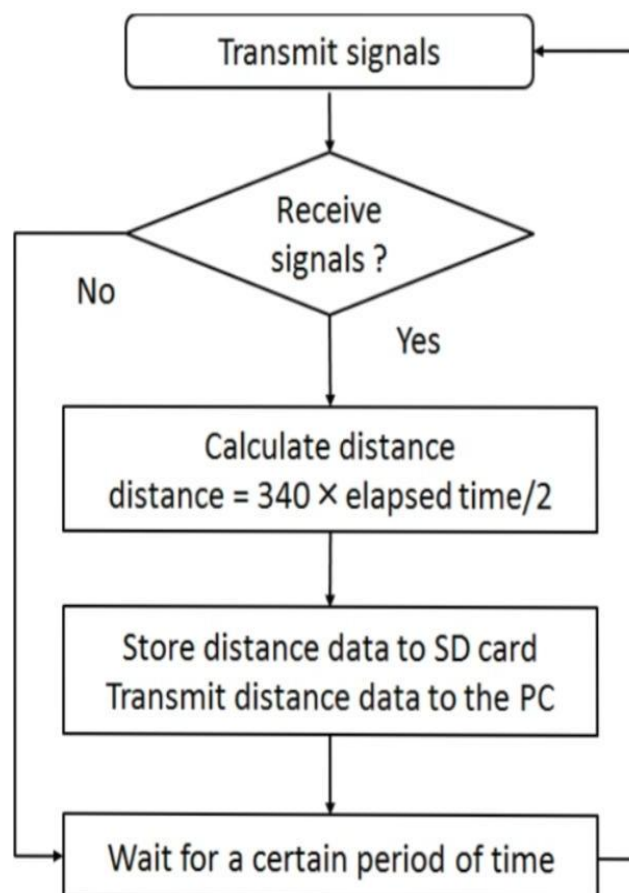 Transmit signals
Receive
signals ?
No
Yes
Calculate distance
distance = 340 × elapsed time/2
Store distance data to SD card
Transmit distance data to the PC
Wait for a certain period of time